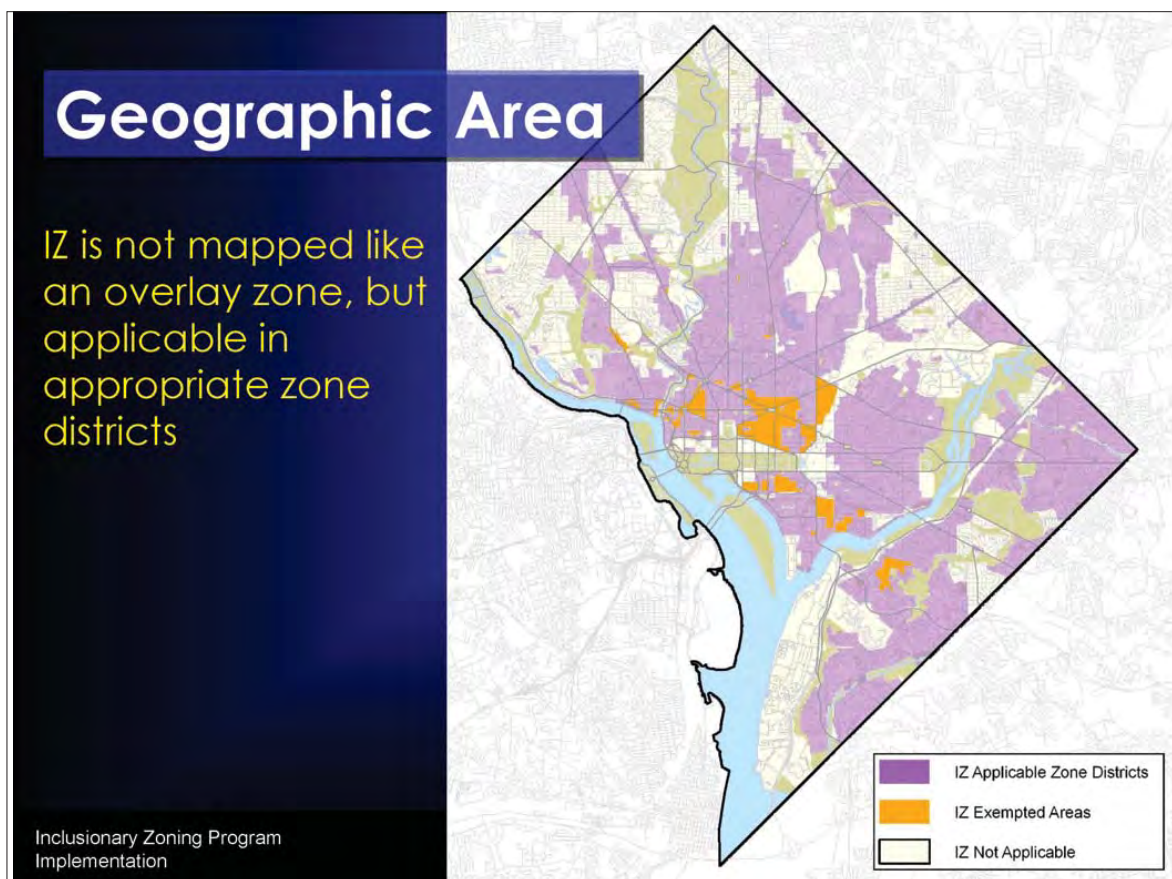 Geographic Area
IZ is not mapped like
an overlay zone, but
applicable in
appropriate zone
districts
Inclusionary Zoning Program
Implementation
IZ Applicable Zone Districts
IZ Exempted Areas
IZ Not Applicable